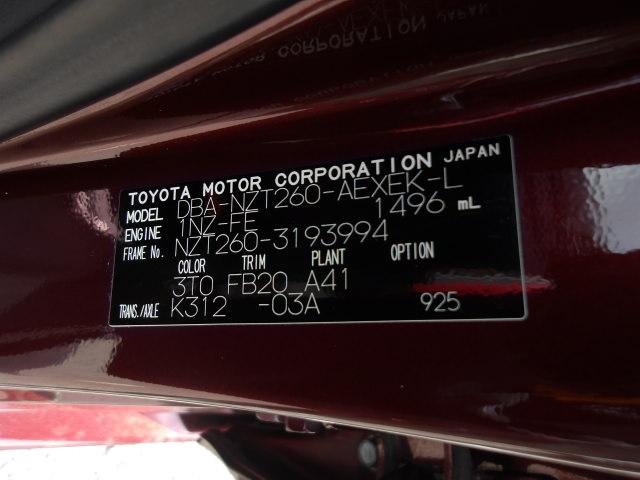 TOYOTA MOTOR CORPORATION JAPAN
MODEL DBA-NZT260-AEXEK-L
ENGINE 1NZ-FE 1496 mL
FRAME No. NZT260-3193994
COLOR TRIM PLANT OPTION
3T0 FB20 A41
TRANS./AXLE K312 -03A 925